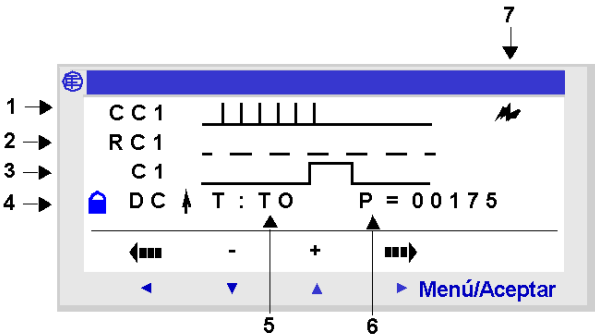 7
1 CC1
2 RC1
3 C1
4 DC T : TO P = 00175
- +
Menú/Aceptar
5 6